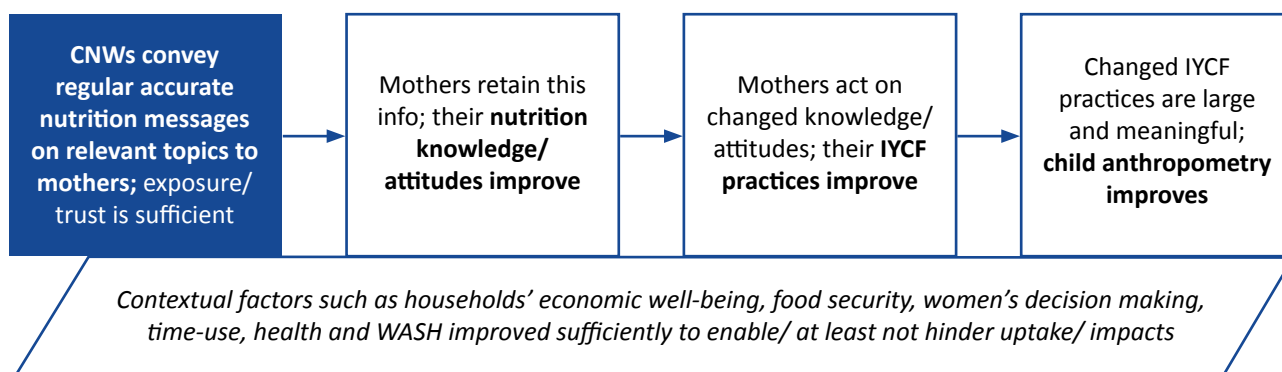 CNWs convey
regular accurate
nutrition messages
on relevant topics to
mothers; exposure/
trust is sufficient
Mothers retain this
info; their nutrition
knowledge/
attitudes improve
Mothers act on
changed knowledge/
attitudes; their IYCF
practices improve
Changed IYCF
practices are large
and meaningful;
child anthropometry
improves
Contextual factors such as households’ economic well-being, food security, women’s decision making,
time-use, health and WASH improved sufficiently to enable/ at least not hinder uptake/ impacts